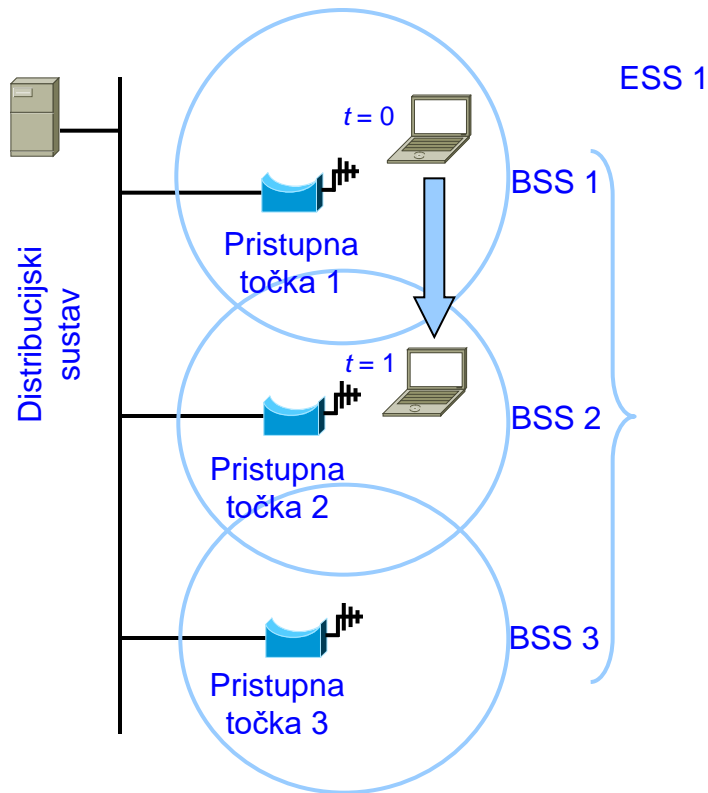 ESS 1
t = 0
BSS 1
Pristupna
točka 1
Distribucijski
sustav
t = 1
BSS 2
Pristupna
točka 2
BSS 3
Pristupna
točka 3